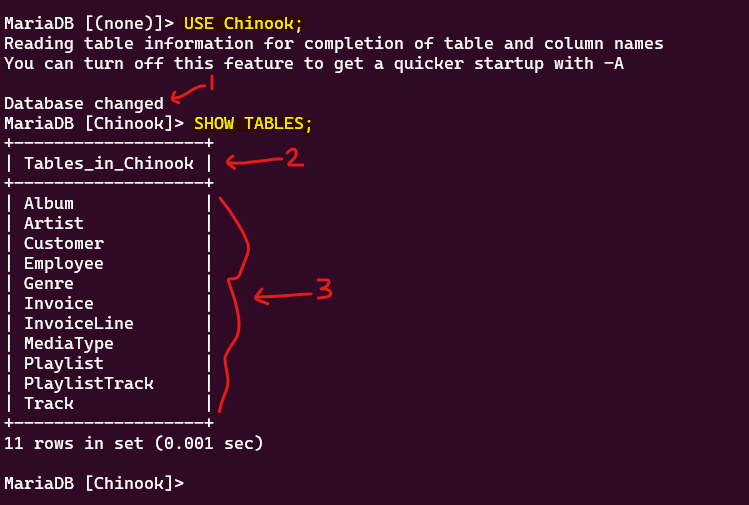 MariaDB [(none)]> USE Chinook;
Reading table information for completion of table and column names
You can turn off this feature to get a quicker startup with -A
1
Database changed
MariaDB [Chinook]> SHOW TABLES;
+-------------------+
| Tables_in_Chinook | 2
+-------------------+
| Album             |
| Artist            |
| Customer          |
| Employee          |
| Genre             |
| Invoice           | 3
| InvoiceLine       |
| MediaType         |
| Playlist          |
| PlaylistTrack     |
| Track             |
+-------------------+
11 rows in set (0.001 sec)
MariaDB [Chinook]>